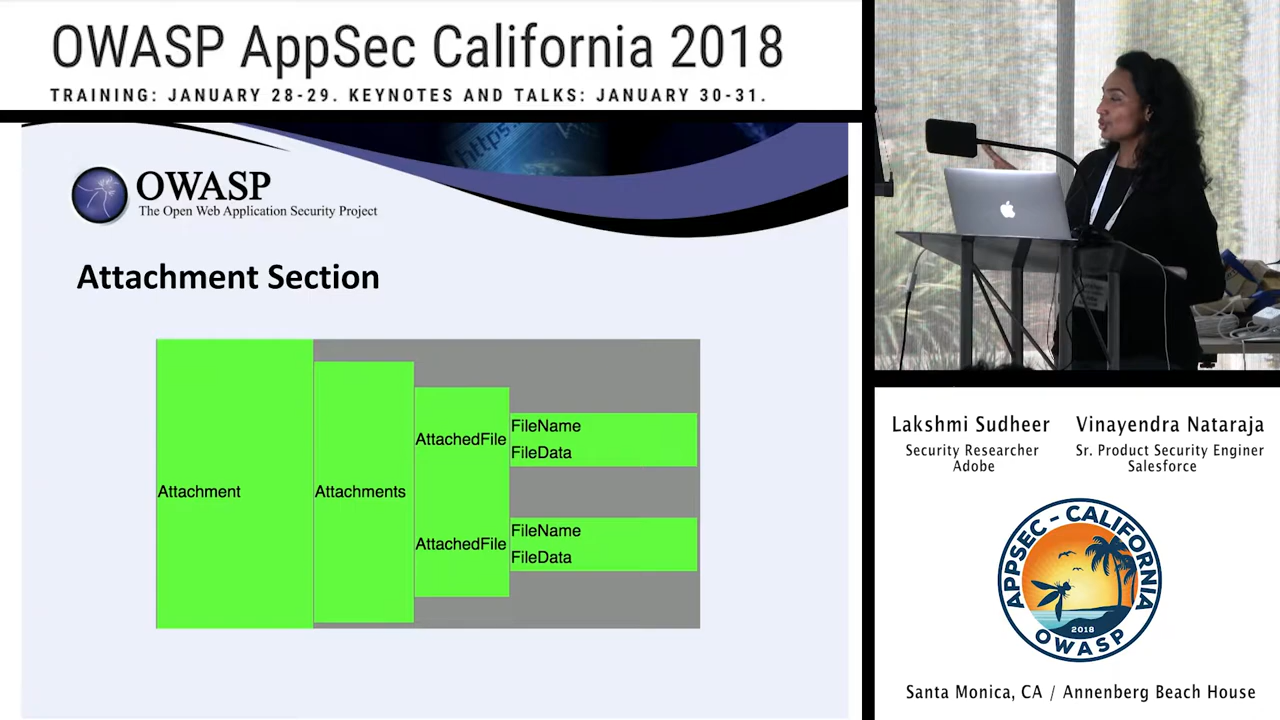 OWASP AppSec California 2018
TRAINING: JANUARY 28-29. KEYNOTES AND TALKS: JANUARY 30-31.
https:
OWASP
The Open Web Application Security Project
Attachment Section
Attachment
Attachments
AttachedFile
FileName
FileData
AttachedFile
FileName
FileData
Lakshmi Sudheer
Security Researcher
Adobe
Vinayendra Nataraja
Sr. Product Security Enginer
Salesforce
APPSEC - CALIFORNIA
2018
OWASP
Santa Monica, CA / Annenberg Beach House